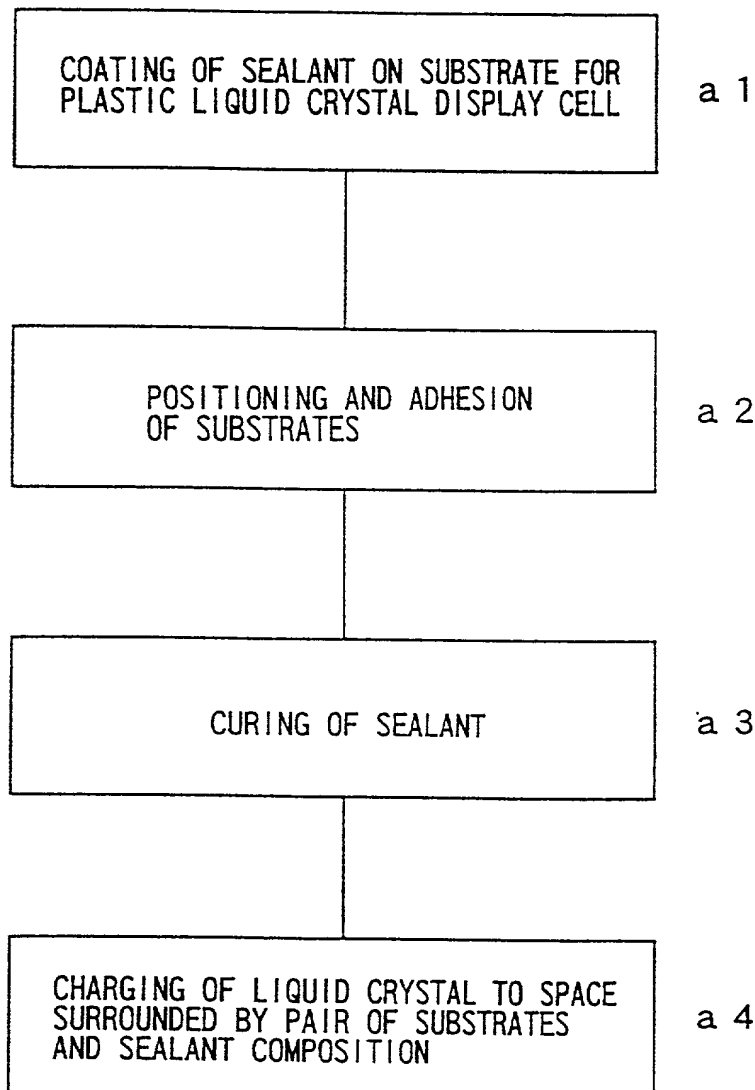 COATING OF SEALANT ON SUBSTRATE FOR
PLASTIC LIQUID CRYSTAL DISPLAY CELL
a 1
POSITIONING AND ADHESION
OF SUBSTRATES
a 2
CURING OF SEALANT
a 3
CHARGING OF LIQUID CRYSTAL TO SPACE
SURROUNDED BY PAIR OF SUBSTRATES
AND SEALANT COMPOSITION
a 4